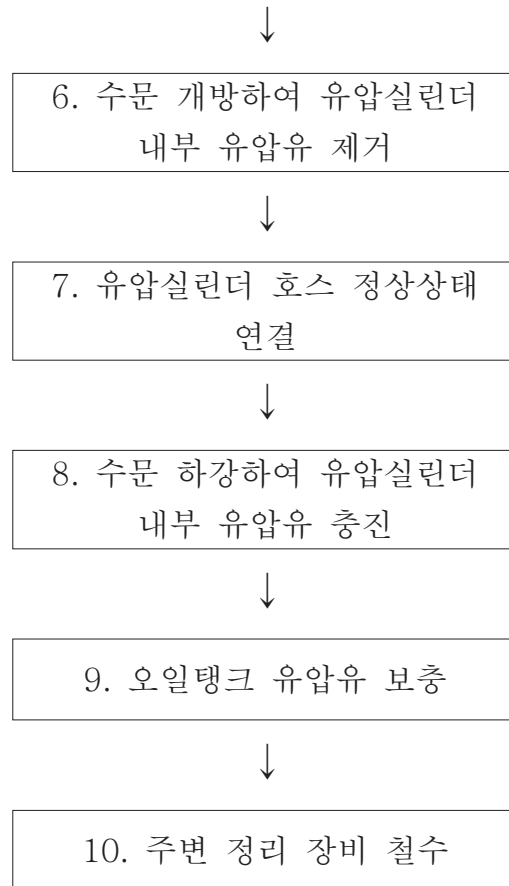 ↓
6. 수문 개방하여 유압실린더
내부 유압유 제거
↓
7. 유압실린더 호스 정상상태
연결
↓
8. 수문 하강하여 유압실린더
내부 유압유 충진
↓
9. 오일탱크 유압유 보충
↓
10. 주변 정리 장비 철수